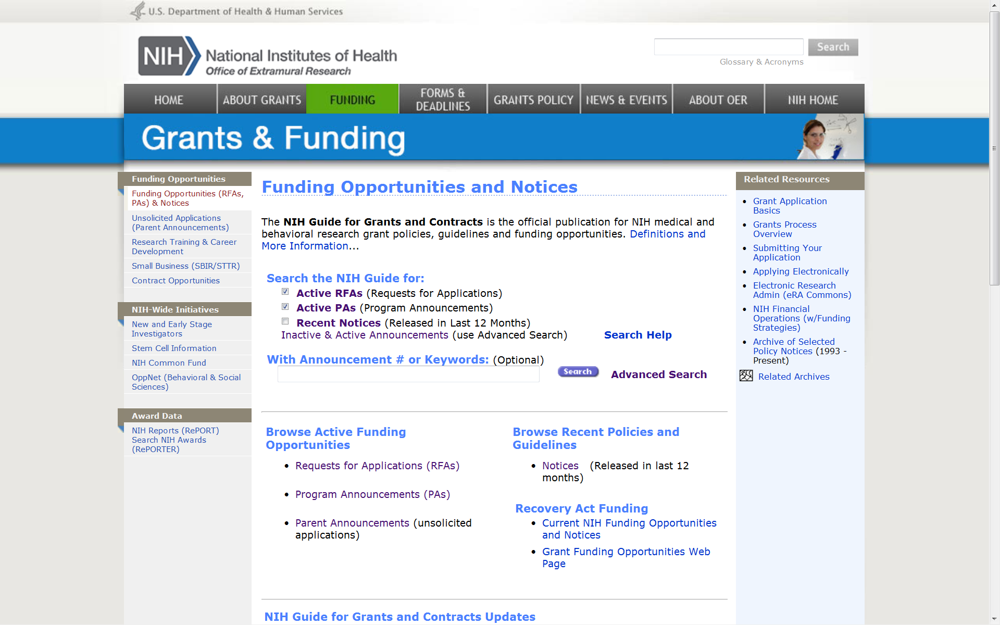 U.S. Department of Health & Human Services
NIH National Institutes of Health
Office of Extramural Research
Search
Glossary & Acronyms
HOME
ABOUT GRANTS
FUNDING
FORMS &
DEADLINES
GRANTS POLICY
NEWS & EVENTS
ABOUT OER
NIH HOME
Grants & Funding
Funding Opportunities
Funding Opportunities (RFAs,
PAs) & Notices
Unsolicited Applications
(Parent Announcements)
Research Training & Career
Development
Small Business (SBIR/STTR)
Contract Opportunities
NIH-Wide Initiatives
New and Early Stage
Investigators
Stem Cell Information
NIH Common Fund
OppNet (Behavioral & Social
Sciences)
Award Data
NIH Reports (RePORT)
Search NIH Awards
(RePORTER)
Funding Opportunities and Notices
The NIH Guide for Grants and Contracts is the official publication for NIH medical and
behavioral research grant policies, guidelines and funding opportunities. Definitions and
More Information...
Search the NIH Guide for:
Active RFAs (Requests for Applications)
Active PAs (Program Announcements)
Recent Notices (Released in Last 12 Months)
Inactive & Active Announcements (use Advanced Search)
Search Help
With Announcement # or Keywords: (Optional)
Search
Advanced Search
Browse Active Funding
Opportunities
Requests for Applications (RFAs)
Program Announcements (PAs)
Parent Announcements (unsolicited
applications)
Browse Recent Policies and
Guidelines
Notices (Released in last 12
months)
Recovery Act Funding
Current NIH Funding Opportunities
and Notices
Grant Funding Opportunities Web
Page
NIH Guide for Grants and Contracts Updates
Related Resources
Grant Application
Basics
Grants Process
Overview
Submitting Your
Application
Applying Electronically
Electronic Research
Admin (eRA Commons)
NIH Financial
Operations (w/Funding
Strategies)
Archive of Selected
Policy Notices (1993 -
Present)
Related Archives